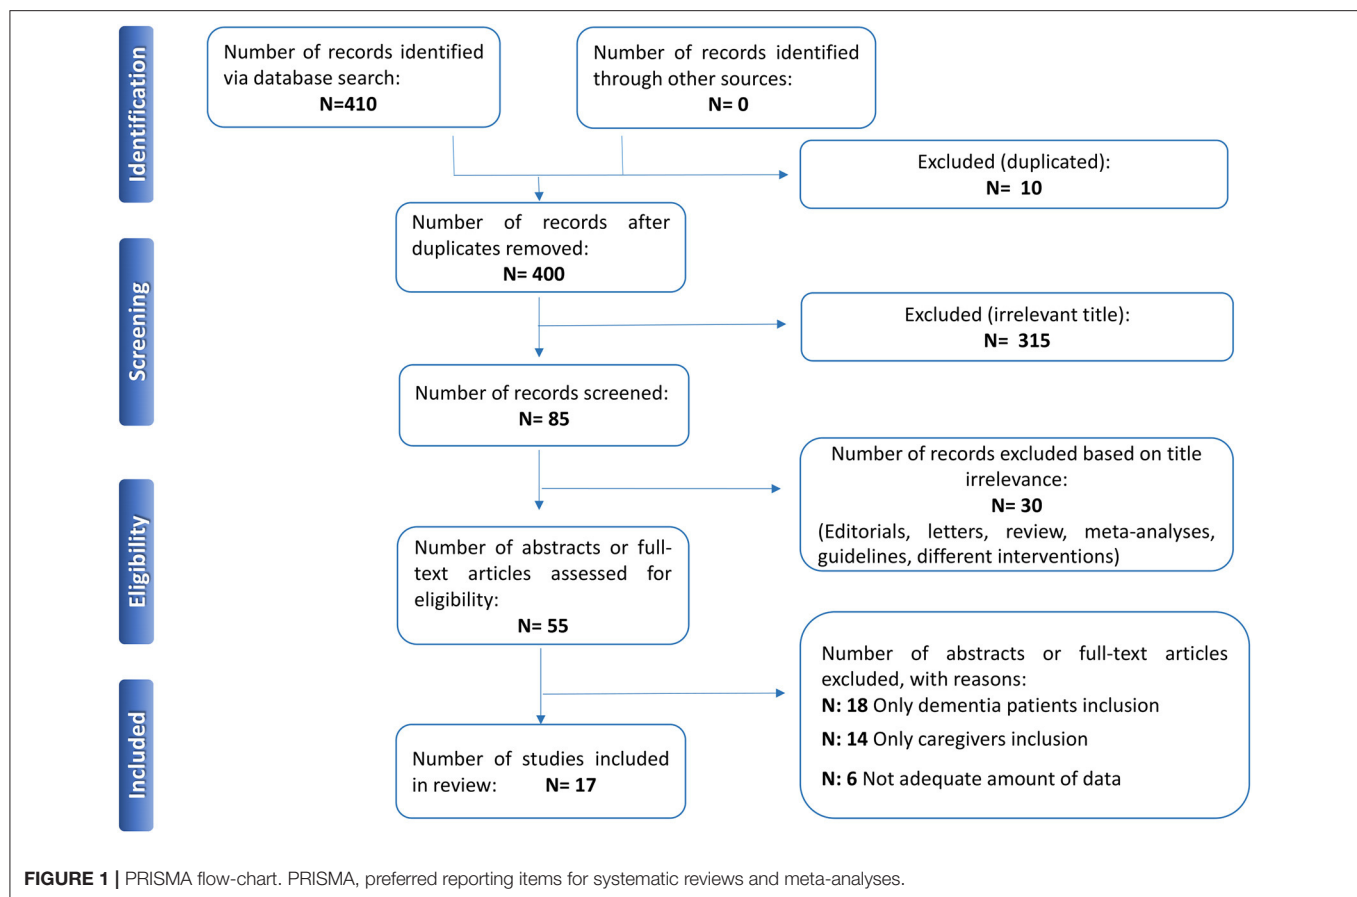 Identification
Number of records identified
via database search:
N=410
Number of records identified
through other sources:
N= 0
Excluded (duplicated):
N= 10
Number of records after
duplicates removed:
N= 400
Screening
Excluded (irrelevant title):
N= 315
Number of records screened:
N= 85
Number of records excluded based on title
irrelevance:
N= 30
(Editorials, letters, review, meta-analyses,
guidelines, different interventions)
Eligibility
Number of abstracts or full-
text articles assessed for
eligibility:
N= 55
Number of abstracts or full-text articles
excluded, with reasons:
N: 18 Only dementia patients inclusion
N: 14 Only caregivers inclusion
N: 6 Not adequate amount of data
Included
Number of studies included
in review: N= 17
FIGURE 1 | PRISMA flow-chart. PRISMA, preferred reporting items for systematic reviews and meta-analyses.